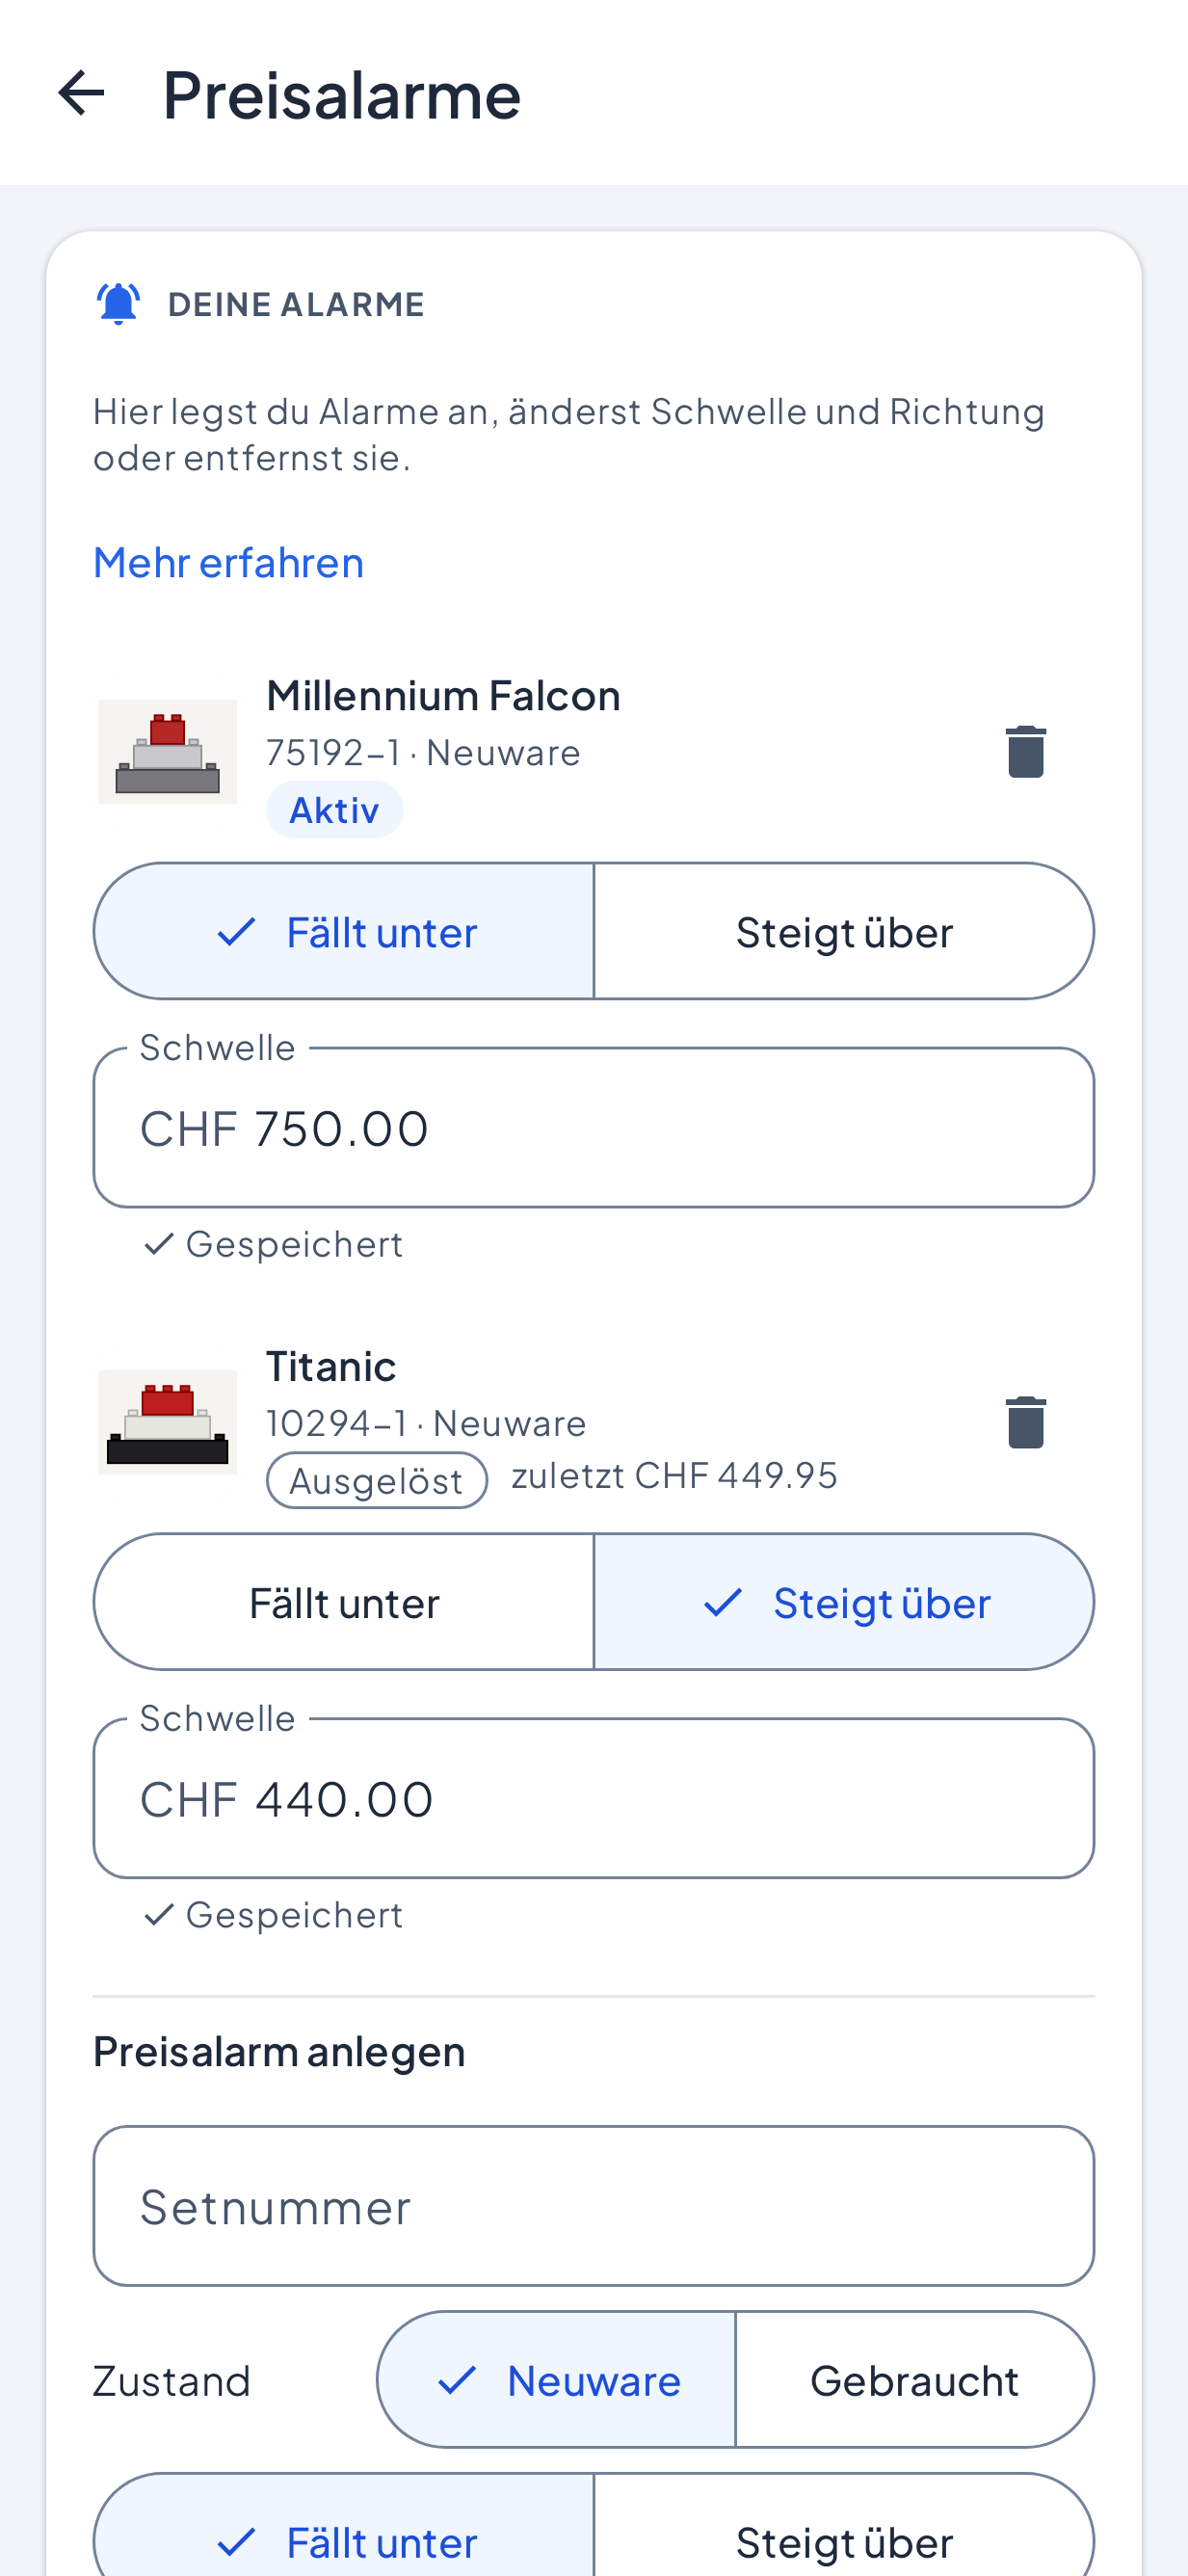 Preisalarme
DEINE ALARME
Hier legst du Alarme an, änderst Schwelle und Richtung
oder entfernst sie.
Mehr erfahren
Millennium Falcon
75192–1 · Neuware
Aktiv
Fällt unter
Steigt über
Schwelle
CHF 750.00
Gespeichert
Titanic
10294–1 · Neuware
Ausgelöst zuletzt CHF 449.95
Fällt unter
Steigt über
Schwelle
CHF 440.00
Gespeichert
Preisalarm anlegen
Setnummer
Zustand
Neuware
Gebraucht
Fällt unter
Steigt über